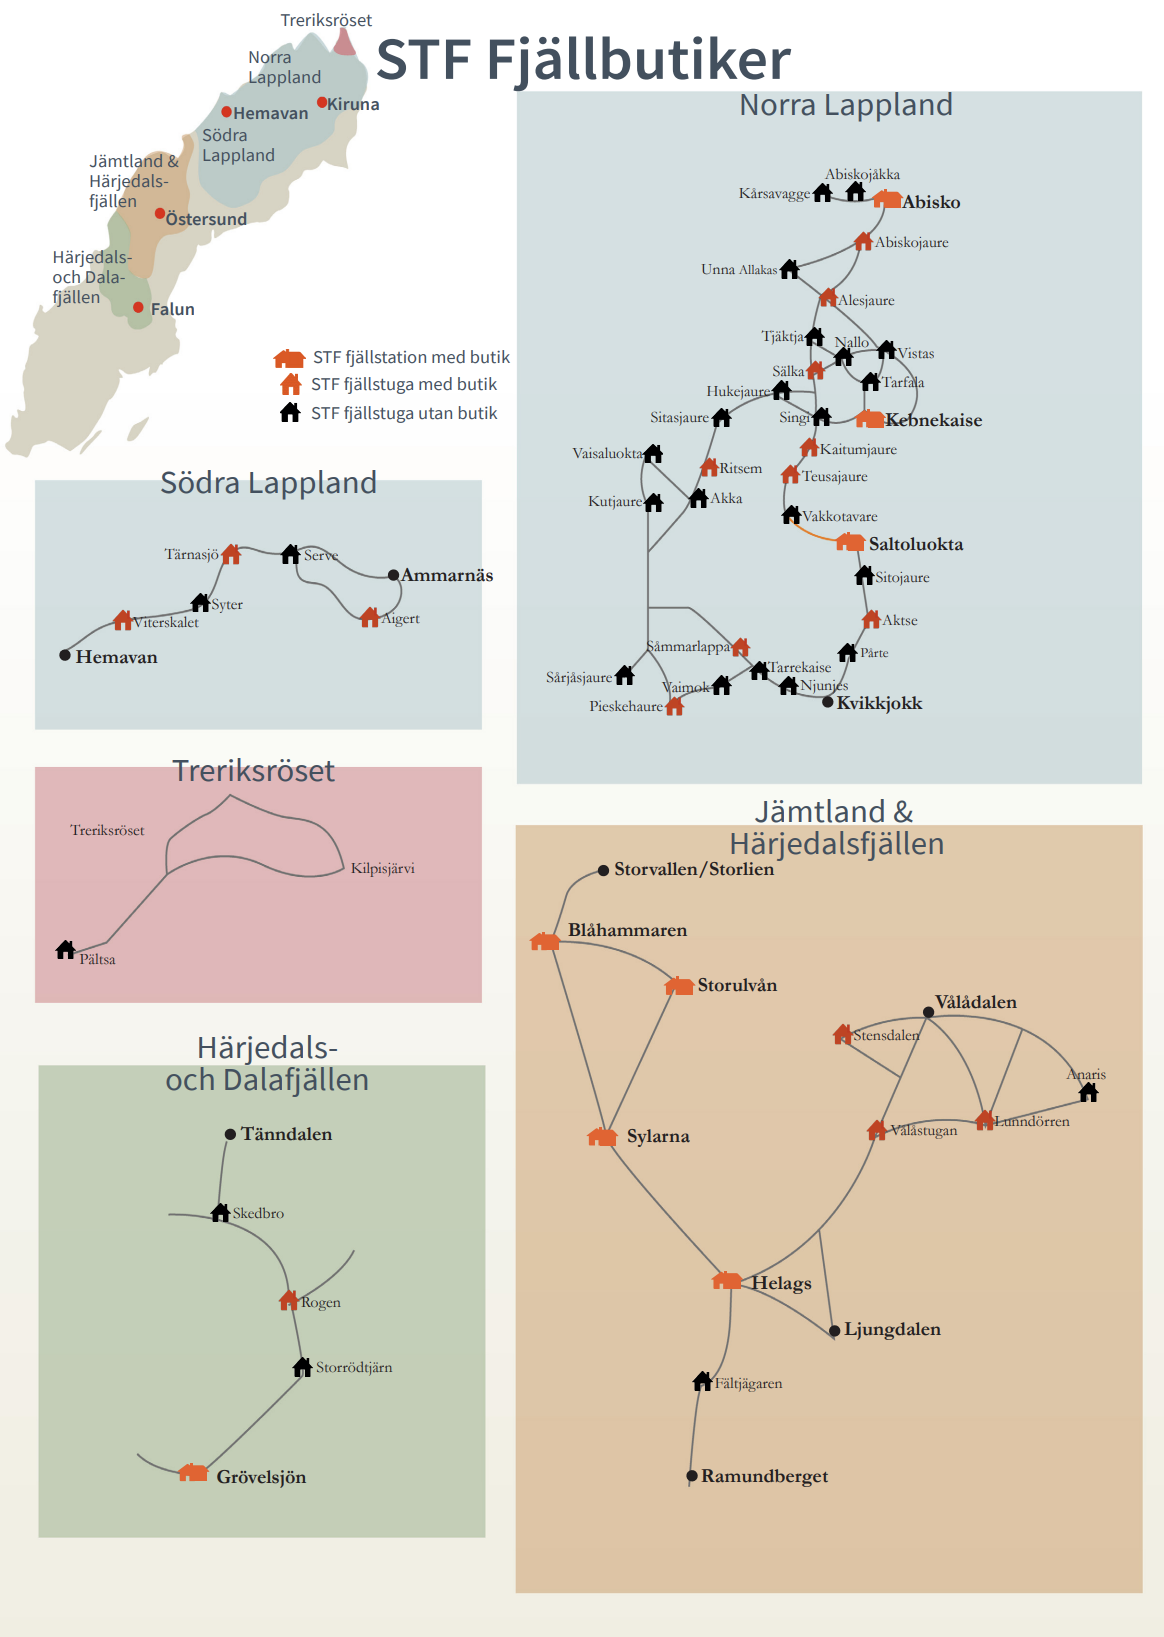 Treriksröset
STF Fjällbutiker
Norra
Lappland
Kiruna
Hemavan
Södra
Lappland
Jämtland &
Härjedals-
fjällen
Östersund
Härjedals-
och Dala-
fjällen
Falun
STF fjällstation med butik
STF fjällstuga med butik
STF fjällstuga utan butik
Norra Lappland
Abiskojåkka
Kårsavagge
Abisko
Abiskojaure
Unna Allakas
Alesjaure
Tjäktja
Nallo
Vistas
Sälka
Tarfala
Hukejaure
Sitasjaure
Singi
Kebnekaise
Kaitumjaure
Vaisaluokta
Ritsem
Teusajaure
Kutjaure
Akka
Vakkotavare
Saltoluokta
Sitojaure
Aktse
Såmmarlappa
Pårte
Tarrekaise
Sårjåsjaure
Vaimok
Njunjes
Pieskehaure
Kvikkjokk
Södra Lappland
Tärnasjö
Serve
Ammarnäs
Syter
Aigert
Viterskalet
Hemavan
Treriksröset
Treriksröset
Kilpisjärvi
Pältsa
Härjedals-
och Dalafjällen
Tänndalen
Skedbro
Rogen
Storrödtjärn
Grövelsjön
Jämtland &
Härjedalsfjällen
Storvallen/Storlien
Blåhammaren
Storulvån
Vålådalen
Stensdalen
Anaris
Lunndörren
Vålåstugan
Sylarna
Helags
Ljungdalen
Fältjägaren
Ramundberget